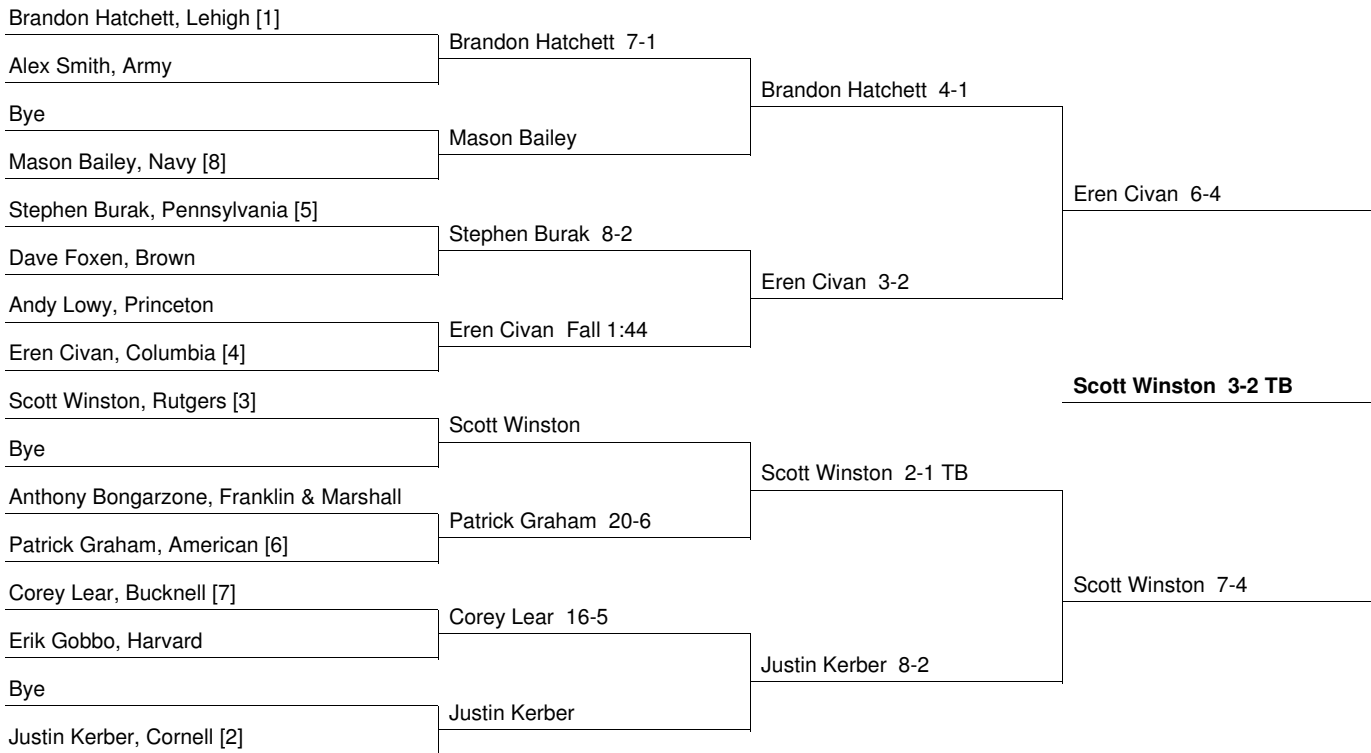 Brandon Hatchett, Lehigh [1]
Brandon Hatchett 7-1
Alex Smith, Army
Brandon Hatchett 4-1
Bye
Mason Bailey
Mason Bailey, Navy [8]
Eren Civan 6-4
Stephen Burak, Pennsylvania [5]
Stephen Burak 8-2
Dave Foxen, Brown
Eren Civan 3-2
Andy Lowy, Princeton
Eren Civan Fall 1:44
Eren Civan, Columbia [4]
Scott Winston 3-2 TB
Scott Winston, Rutgers [3]
Scott Winston
Bye
Scott Winston 2-1 TB
Anthony Bongarzone, Franklin & Marshall
Patrick Graham 20-6
Patrick Graham, American [6]
Scott Winston 7-4
Corey Lear, Bucknell [7]
Corey Lear 16-5
Erik Gobbo, Harvard
Justin Kerber 8-2
Bye
Justin Kerber
Justin Kerber, Cornell [2]